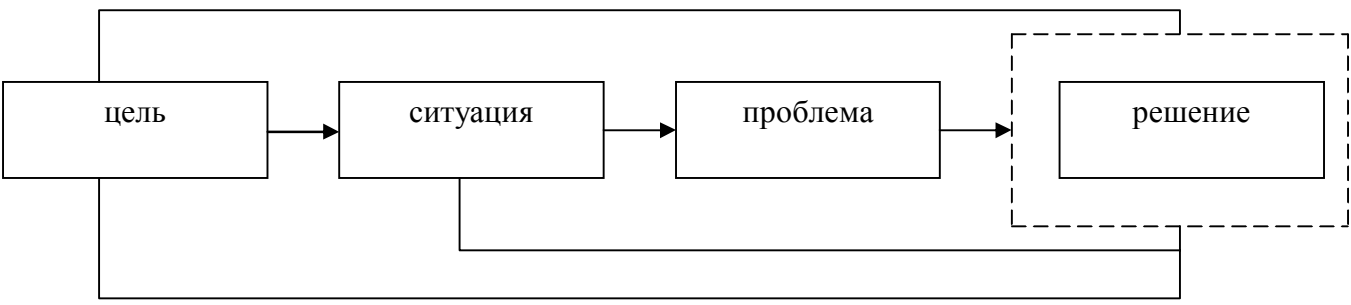 цель
ситуация
проблема
решение